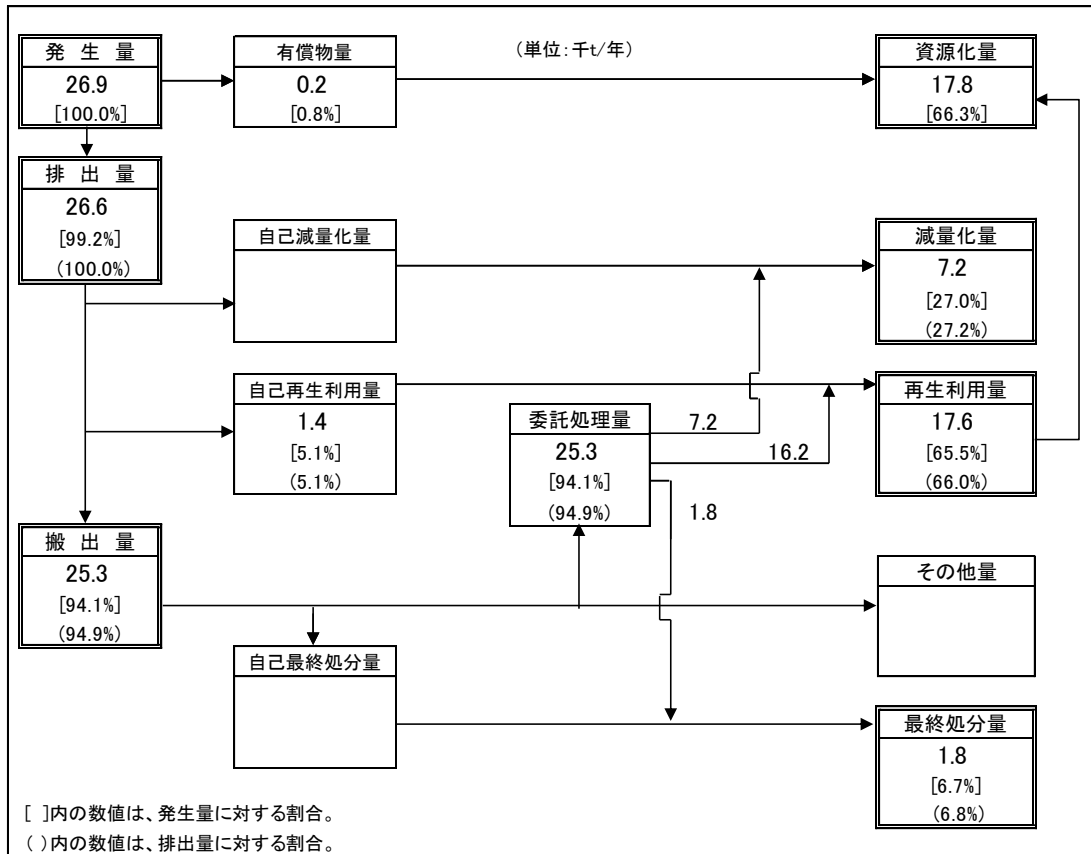 発 生 量
26.9
[100.0%]
有償物量
0.2
[0.8%]
(単位:千t/年)
資源化量
17.8
[66.3%]
排 出 量
26.6
[99.2%]
(100.0%)
自己減量化量
減量化量
7.2
[27.0%]
(27.2%)
自己再生利用量
1.4
[5.1%]
(5.1%)
委託処理量
25.3
[94.1%]
(94.9%)
7.2
16.2
1.8
再生利用量
17.6
[65.5%]
(66.0%)
搬 出 量
25.3
[94.1%]
(94.9%)
その他量
自己最終処分量
最終処分量
1.8
[6.7%]
(6.8%)
[ ]内の数値は、発生量に対する割合。
( )内の数値は、排出量に対する割合。